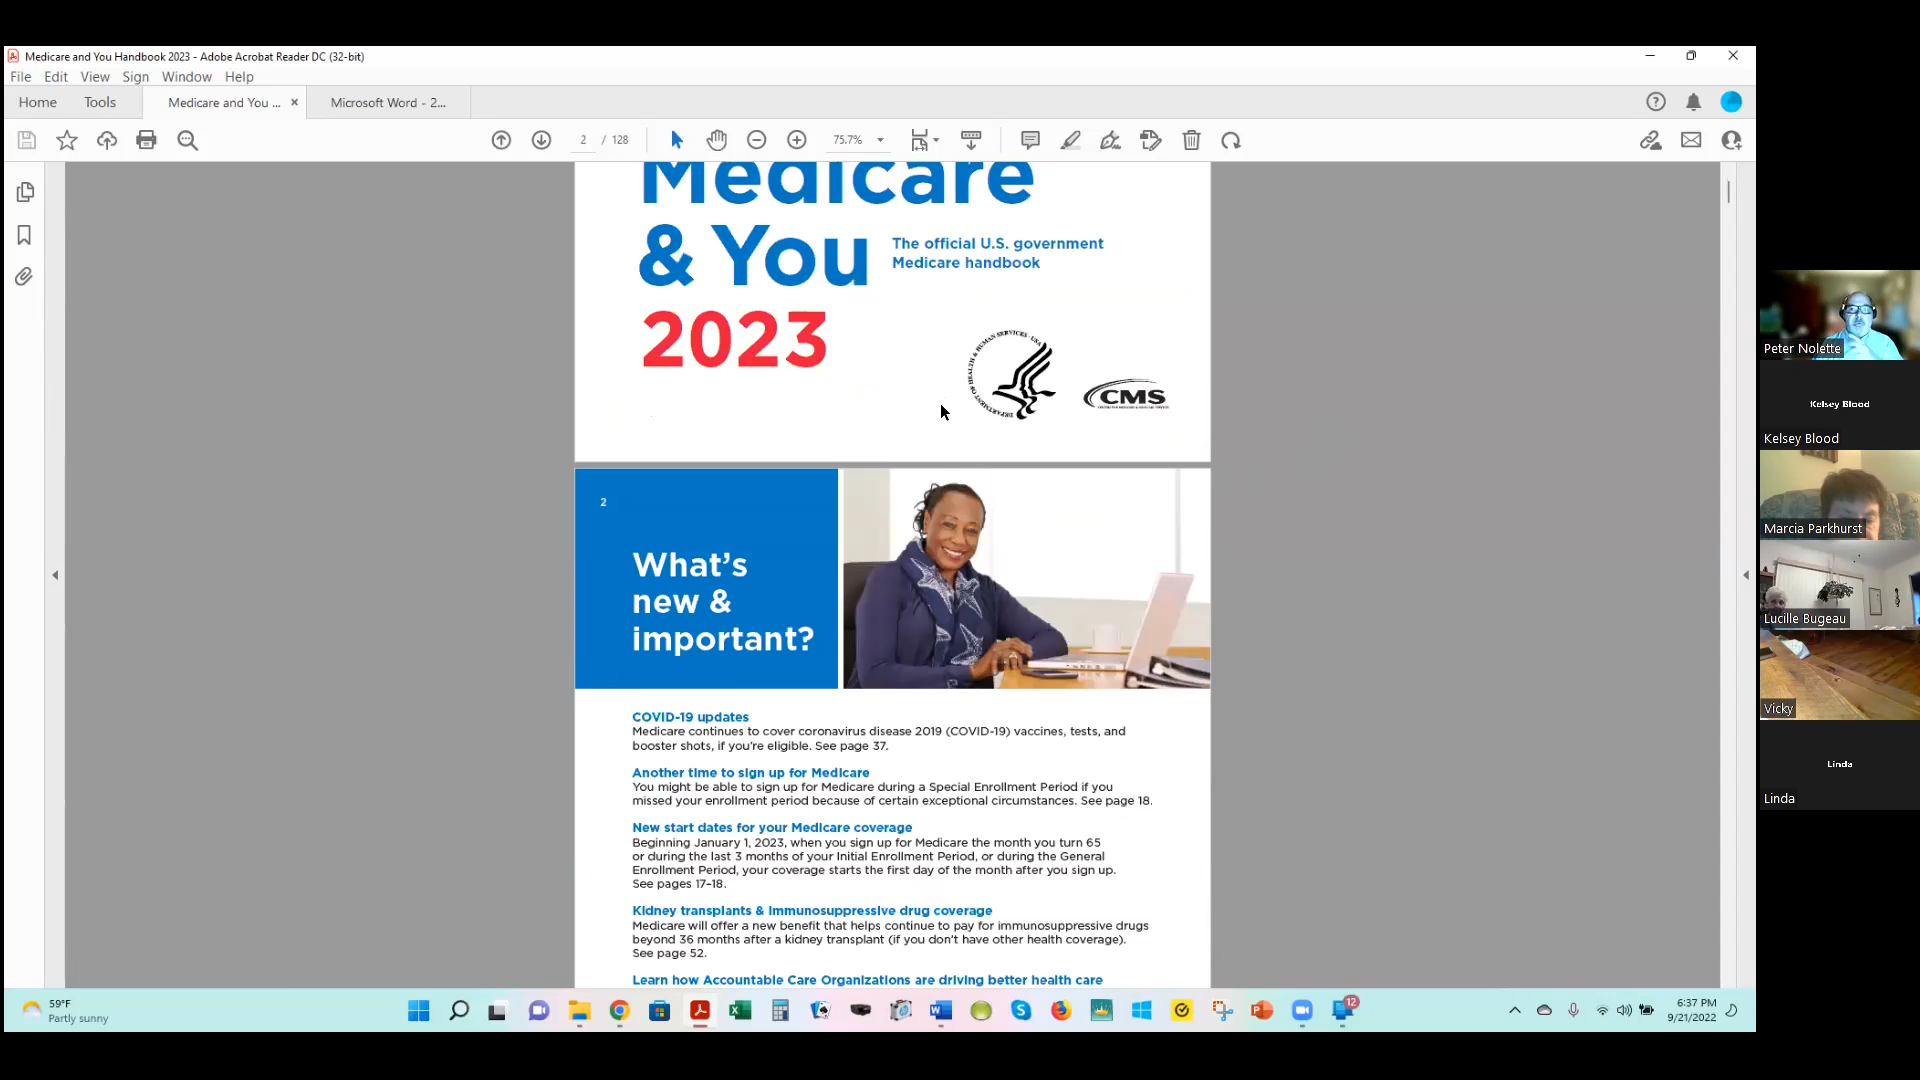 Medicare and You Handbook 2023 - Adobe Acrobat Reader DC (32-bit)
File Edit View Sign Window Help
Home Tools Medicare and You ... × Microsoft Word - 2...
2 / 128 75.7%
Medicare
& You
The official U.S. government
Medicare handbook
2023
DEPARTMENT OF HEALTH & HUMAN SERVICES · USA
CMS
2
What's
new &
important?
COVID-19 updates
Medicare continues to cover coronavirus disease 2019 (COVID-19) vaccines, tests, and
booster shots, if you're eligible. See page 37.
Another time to sign up for Medicare
You might be able to sign up for Medicare during a Special Enrollment Period if you
missed your enrollment period because of certain exceptional circumstances. See page 18.
New start dates for your Medicare coverage
Beginning January 1, 2023, when you sign up for Medicare the month you turn 65
or during the last 3 months of your Initial Enrollment Period, or during the General
Enrollment Period, your coverage starts the first day of the month after you sign up.
See pages 17–18.
Kidney transplants & immunosuppressive drug coverage
Medicare will offer a new benefit that helps continue to pay for immunosuppressive drugs
beyond 36 months after a kidney transplant (if you don't have other health coverage).
See page 52.
Learn how Accountable Care Organizations are driving better health care
Peter Nolette
Kelsey Blood
Kelsey Blood
Marcia Parkhurst
Lucille Bugeau
Vicky
Linda
Linda
59°F
Partly sunny
12
6:37 PM
9/21/2022